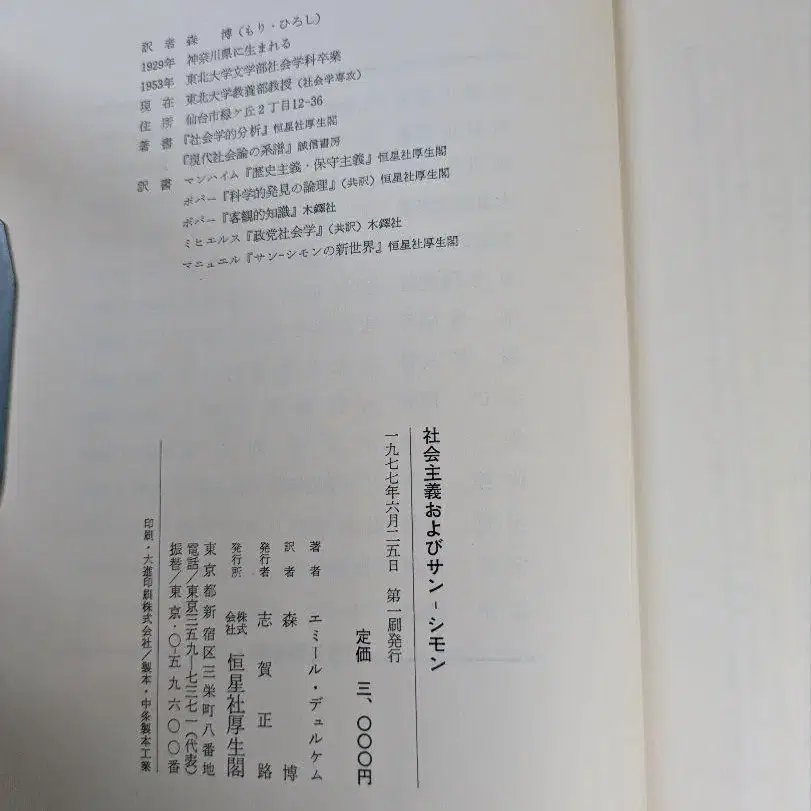 訳者 森 博(もり・ひろし)
1929年 神奈川県に生まれる
1953年 東北大学文学部社会学科卒業
現在 東北大学教養部教授(社会学専攻)
住所 仙台市緑ケ丘2丁目12-36
著書 『社会学的分析』恒星社厚生閣
『現代社会論の系譜』誠信書房
訳書 マンハイム『歴史主義・保守主義』恒星社厚生閣
ポパー『科学的発見の論理』(共訳)恒星社厚生閣
ポパー『客観的知識』木鐸社
ミヒエルス『政党社会学』(共訳)木鐸社
マニュエル『サン-シモンの新世界』恒星社厚生閣
社会主義およびサン-シモン
一九七七年六月二五日 第一刷発行
定価 三、〇〇〇円
著者 エミール・デュルケム
訳者 森 博
発行者 志賀正路
発行所 株式会社 恒星社厚生閣
東京都新宿区三栄町八番地
電話/東京三五九―七三七一(代表)
振替/東京・〇-五九六〇〇番
印刷・大進印刷株式会社/製本・中条製本工業